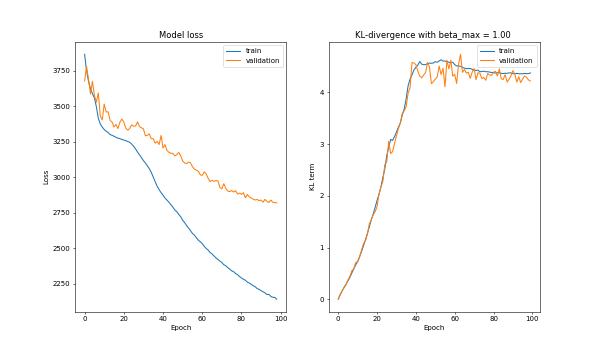 Model loss
train
validation
Loss
3750
3500
3250
3000
2750
2500
2250
0 20 40 60 80 100
Epoch
KL-divergence with beta_max = 1.00
train
validation
KL term
4
3
2
1
0
0 20 40 60 80 100
Epoch